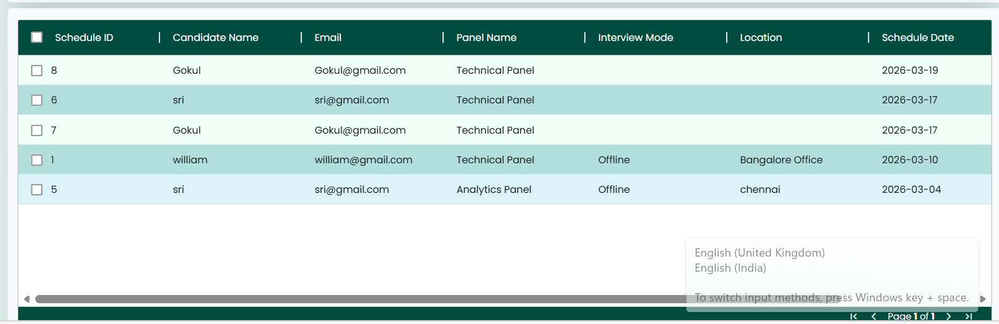 Schedule ID | Candidate Name | Email | Panel Name | Interview Mode | Location | Schedule Date
8 Gokul Gokul@gmail.com Technical Panel 2026-03-19
6 sri sri@gmail.com Technical Panel 2026-03-17
7 Gokul Gokul@gmail.com Technical Panel 2026-03-17
1 william william@gmail.com Technical Panel Offline Bangalore Office 2026-03-10
5 sri sri@gmail.com Analytics Panel Offline chennai 2026-03-04
English (United Kingdom)
English (India)
To switch input methods, press Windows key + space.
Page 1 of 1